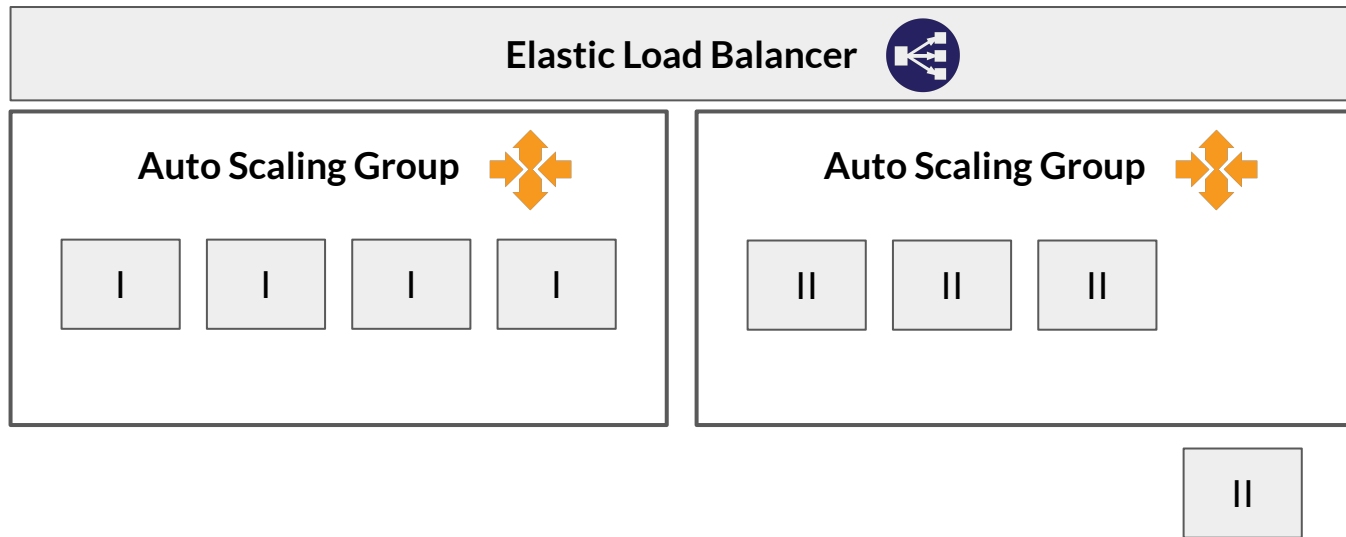 Elastic Load Balancer
Auto Scaling Group
Auto Scaling Group
I I I I
II II II
II